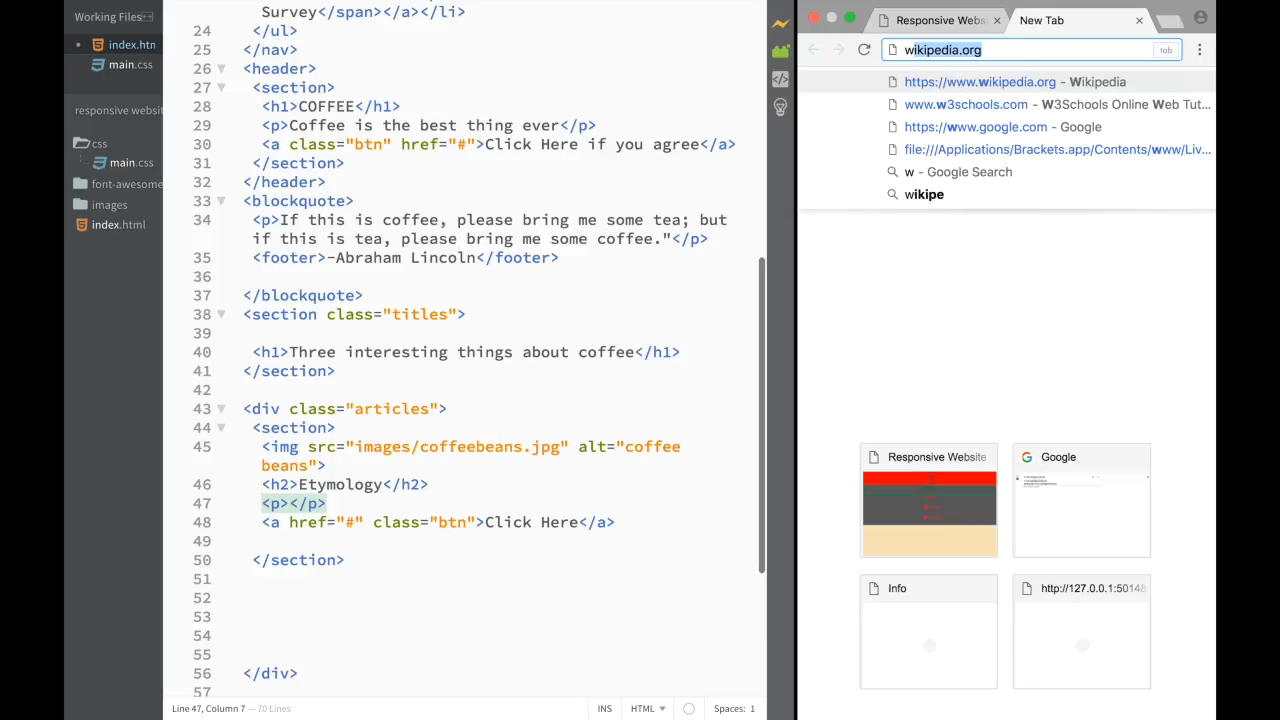 Working Files
index.htn
main.css
responsive websit
css
main.css
font-awesome
images
index.html
Survey</span></a></li>
24 </ul>
25 </nav>
26 <header>
27 <section>
28 <h1>COFFEE</h1>
29 <p>Coffee is the best thing ever</p>
30 <a class="btn" href="#">Click Here if you agree</a>
31 </section>
32 </header>
33 <blockquote>
34 <p>If this is coffee, please bring me some tea; but
if this is tea, please bring me some coffee."</p>
35 <footer>-Abraham Lincoln</footer>
36
37 </blockquote>
38 <section class="titles">
39
40 <h1>Three interesting things about coffee</h1>
41 </section>
42
43 <div class="articles">
44 <section>
45 <img src="images/coffeebeans.jpg" alt="coffee
beans">
46 <h2>Etymology</h2>
47 <p></p>
48 <a href="#" class="btn">Click Here</a>
49
50 </section>
51
52
53
54
55
56 </div>
57
Line 47, Column 7 — 70 Lines
INS
HTML
Spaces: 1
Responsive Websi
New Tab
wikipedia.org
tab
https://www.wikipedia.org - Wikipedia
www.w3schools.com - W3Schools Online Web Tut...
https://www.google.com - Google
file:///Applications/Brackets.app/Contents/www/Liv...
w - Google Search
wikipe
Responsive Website
Google
Info
http://127.0.0.1:50148